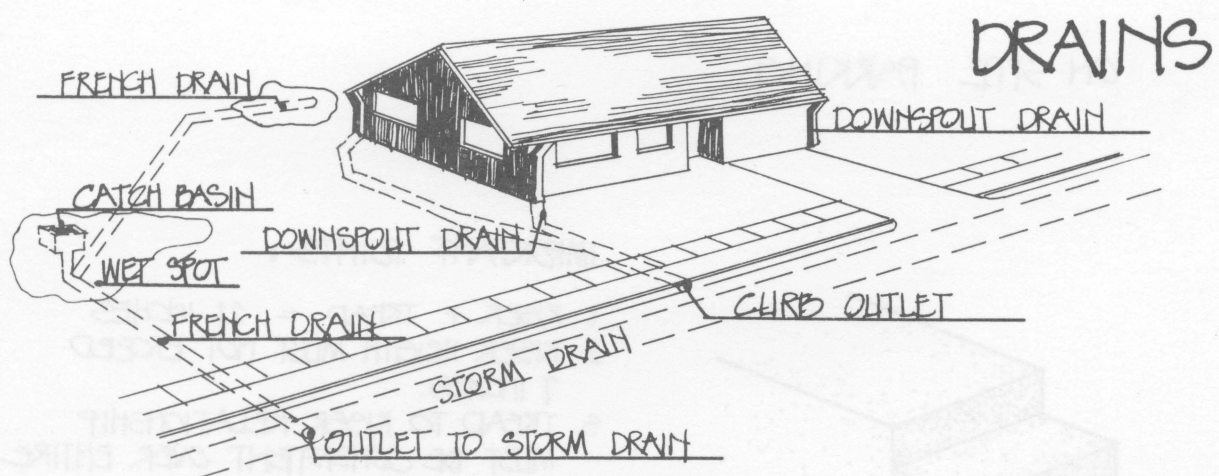 DRAINS
FRENCH DRAIN
DOWNSPOUT DRAIN
CATCH BASIN
DOWNSPOUT DRAIN
WET SPOT
CURB OUTLET
FRENCH DRAIN
STORM DRAIN
OUTLET TO STORM DRAIN